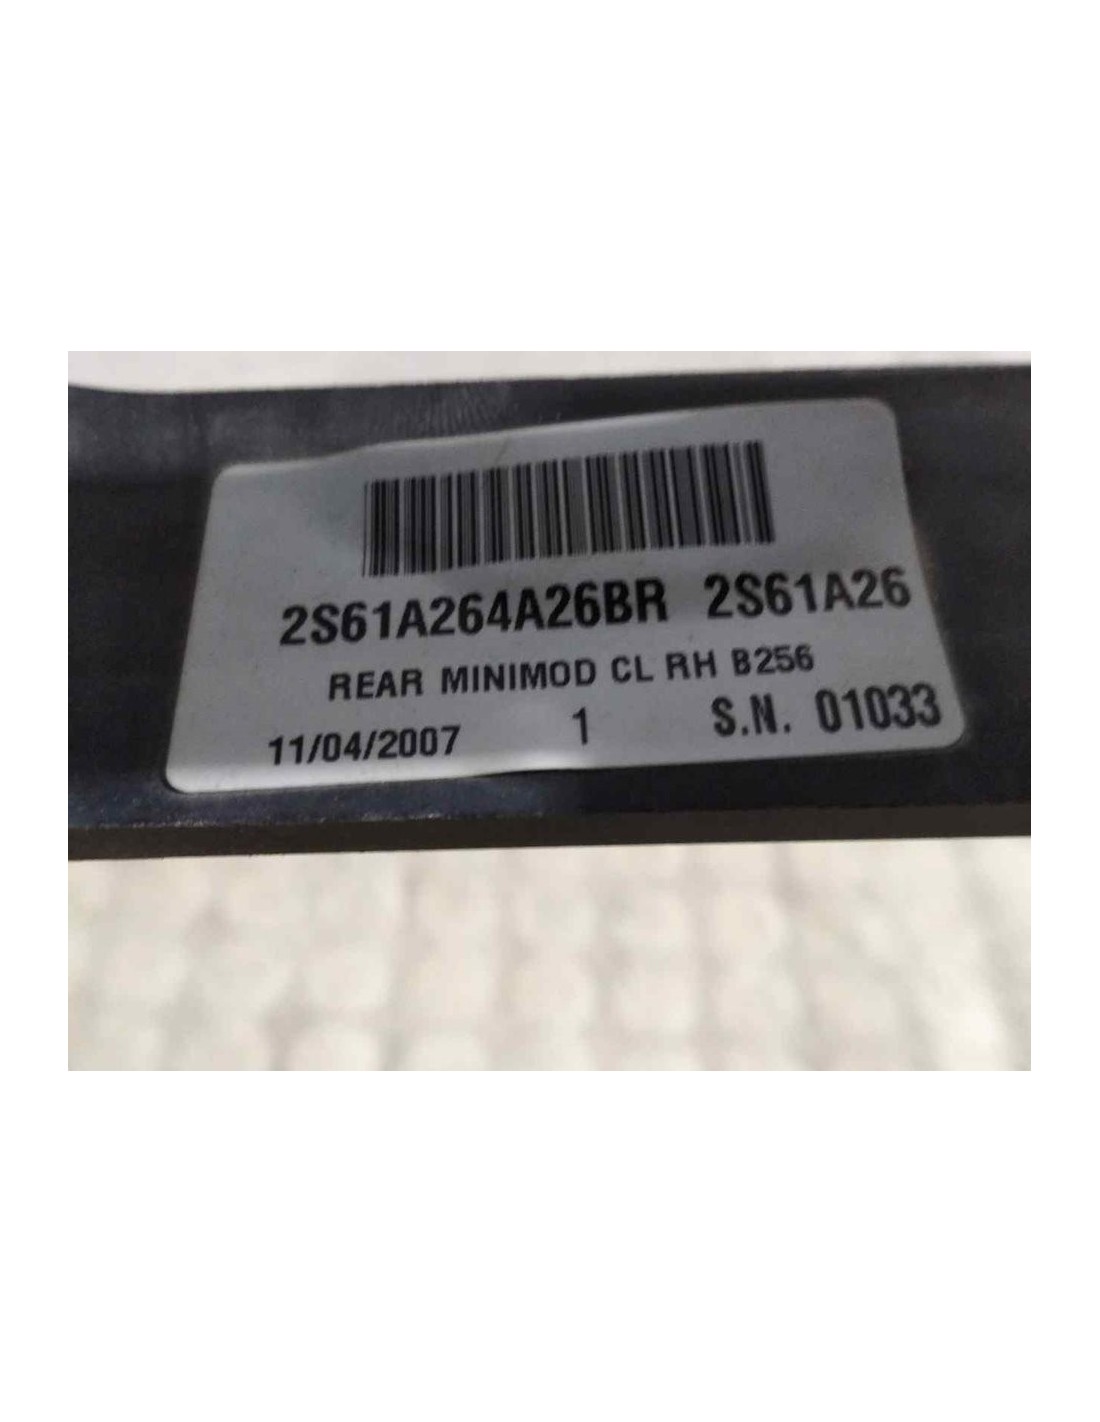 2S61A264A26BR 2S61A26
REAR MINIMOD CL RH B256
11/04/2007 1 S.N. 01033